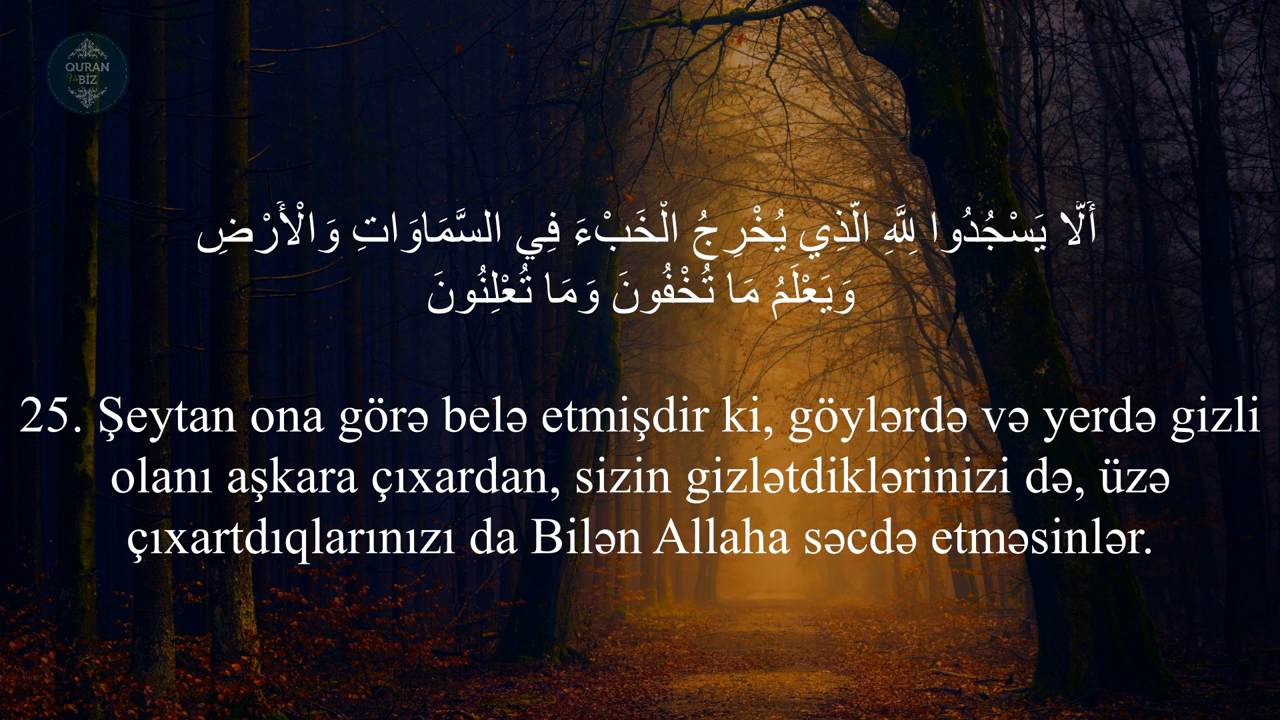 QURAN
Və
BİZ
أَلَّا يَسْجُدُوا لِلَّهِ الَّذِي يُخْرِجُ الْخَبْءَ فِي السَّمَاوَاتِ وَالْأَرْضِ
وَيَعْلَمُ مَا تُخْفُونَ وَمَا تُعْلِنُونَ
25. Şeytan ona görə belə etmişdir ki, göylərdə və yerdə gizli
olanı aşkara çıxardan, sizin gizlətdiklərinizi də, üzə
çıxartdıqlarınızı da Bilən Allaha səcdə etməsinlər.